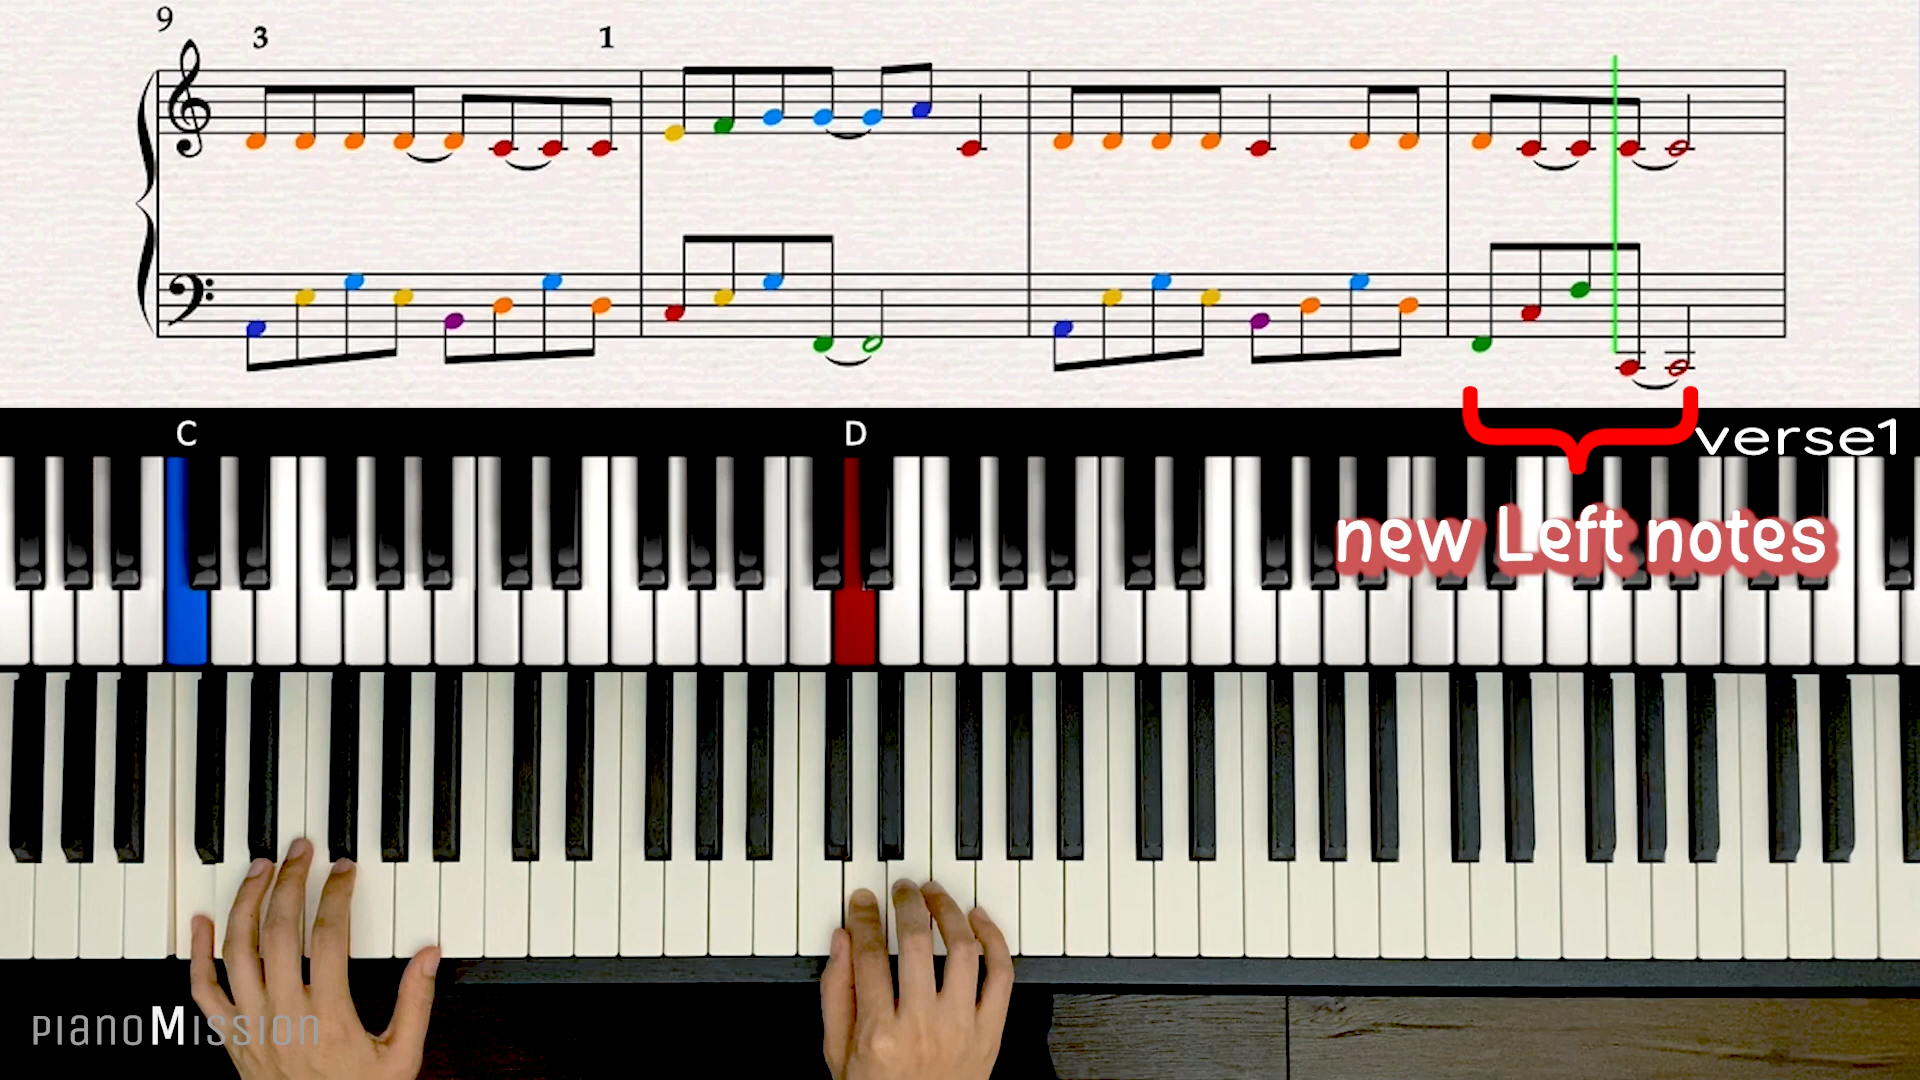 9
3 1
C D
verse1
new Left notes
pianoMission